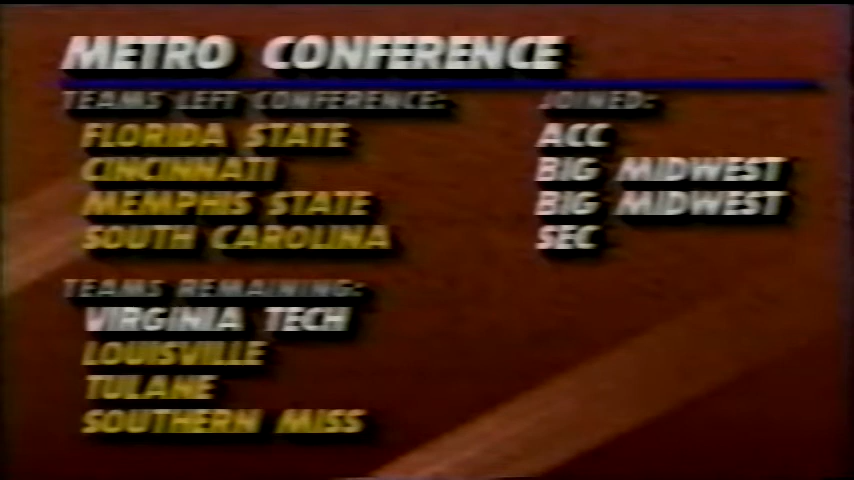 METRO CONFERENCE
TEAMS LEFT CONFERENCE: JOINED:
FLORIDA STATE ACC
CINCINNATI BIG MIDWEST
MEMPHIS STATE BIG MIDWEST
SOUTH CAROLINA SEC
TEAMS REMAINING:
VIRGINIA TECH
LOUISVILLE
TULANE
SOUTHERN MISS